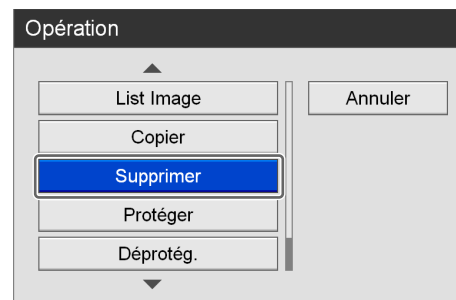 Opération
List Image
Annuler
Copier
Supprimer
Protéger
Déprotég.